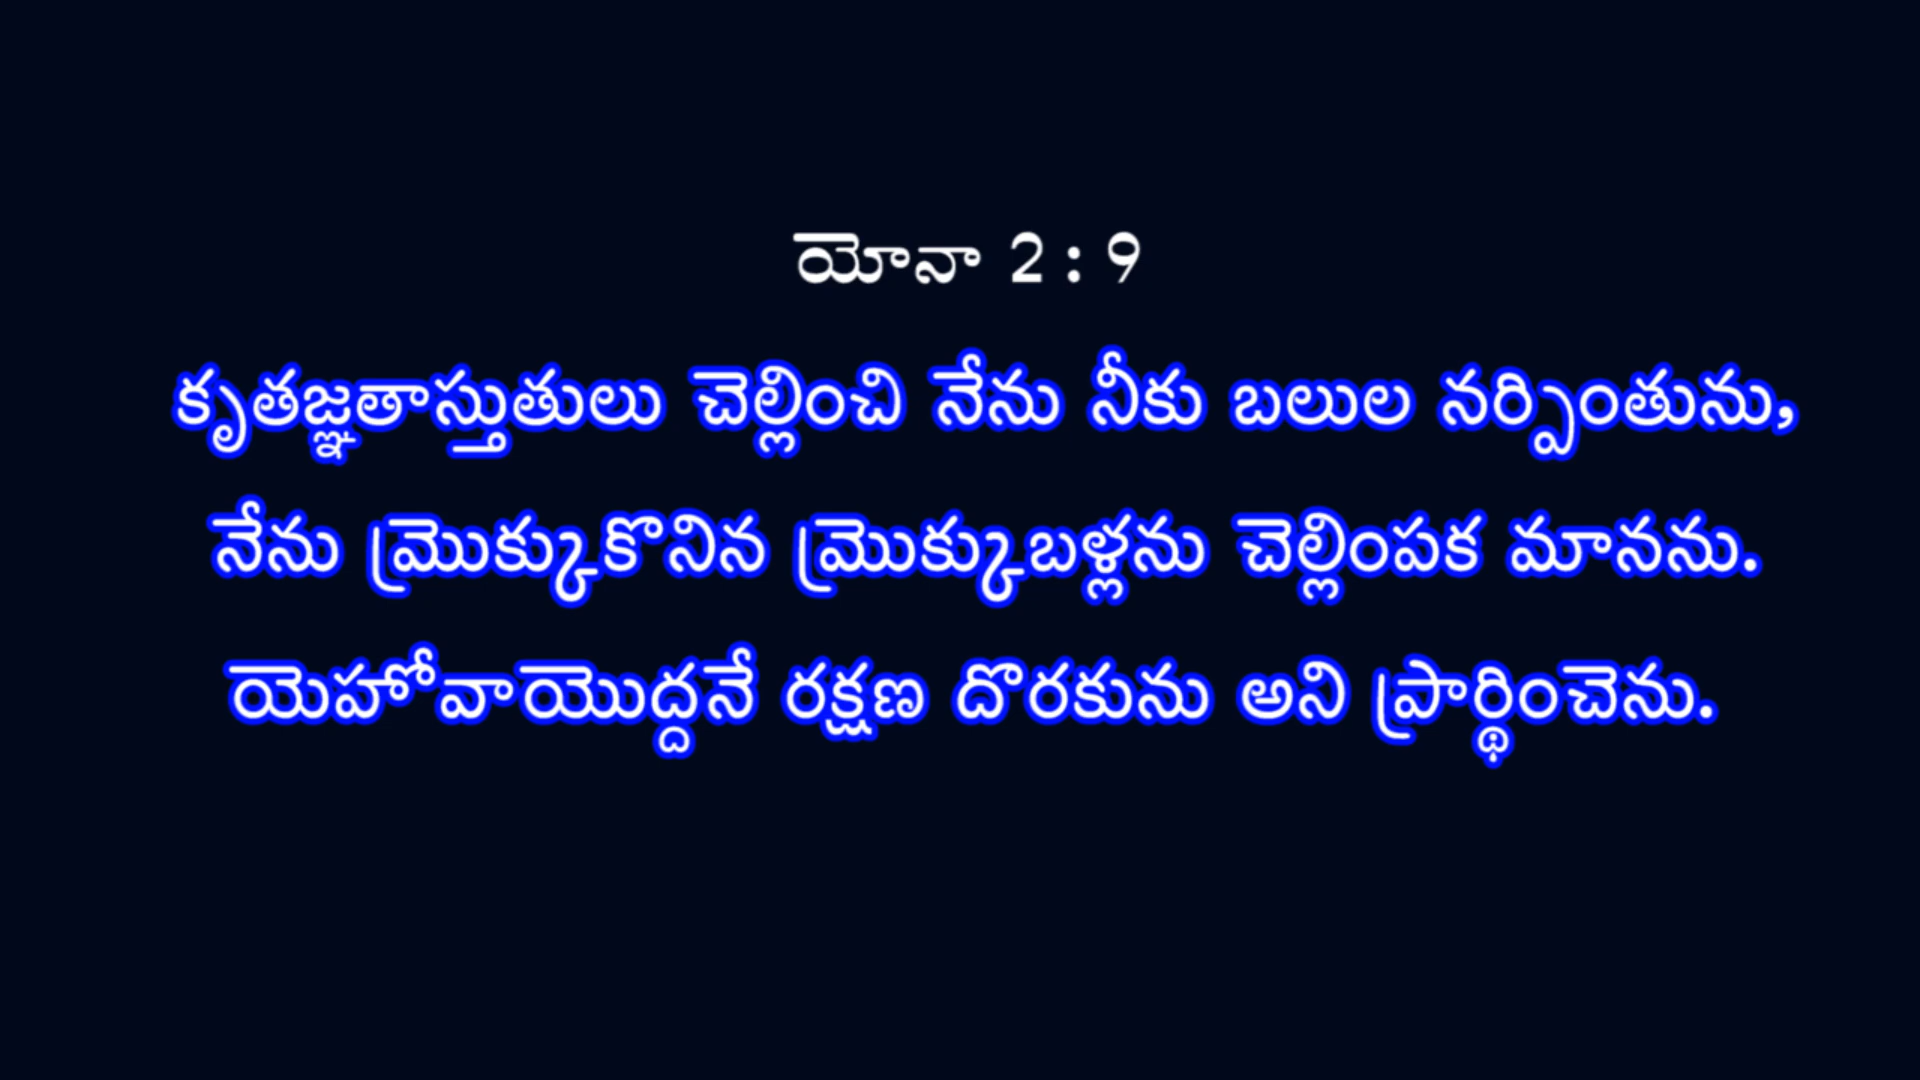 యోనా 2 : 9
కృతజ్ఞతాస్తుతులు చెల్లించి నేను నీకు బలుల నర్పింతును,
నేను మ్రొక్కుకొనిన మ్రొక్కుబళ్లను చెల్లింపక మానను.
యెహోవాయొద్దనే రక్షణ దొరకును అని ప్రార్థించెను.